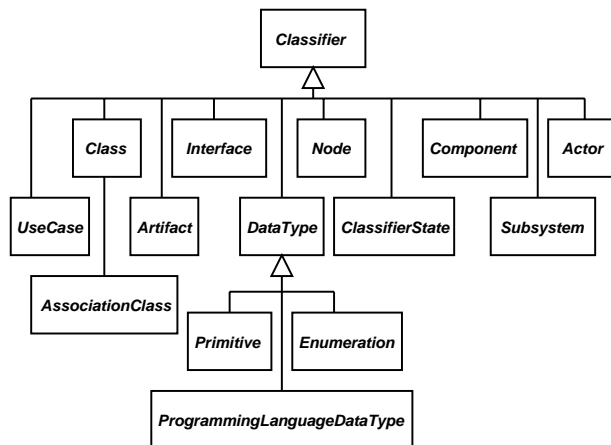 Classifier
Class
Interface
Node
Component
Actor
UseCase
Artifact
DataType
ClassifierState
Subsystem
AssociationClass
Primitive
Enumeration
ProgrammingLanguageDataType